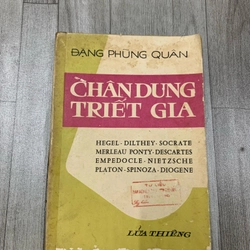 ĐẶNG PHÙNG QUÂN
CHÂN DUNG
TRIẾT GIA
HEGEL - DILTHEY - SOCRATE
MERLEAU PONTY - DESCARTES
EMPEDOCLE - NIETZSCHE
PLATON - SPINOZA - DIOGENE
LỬA THIÊNG